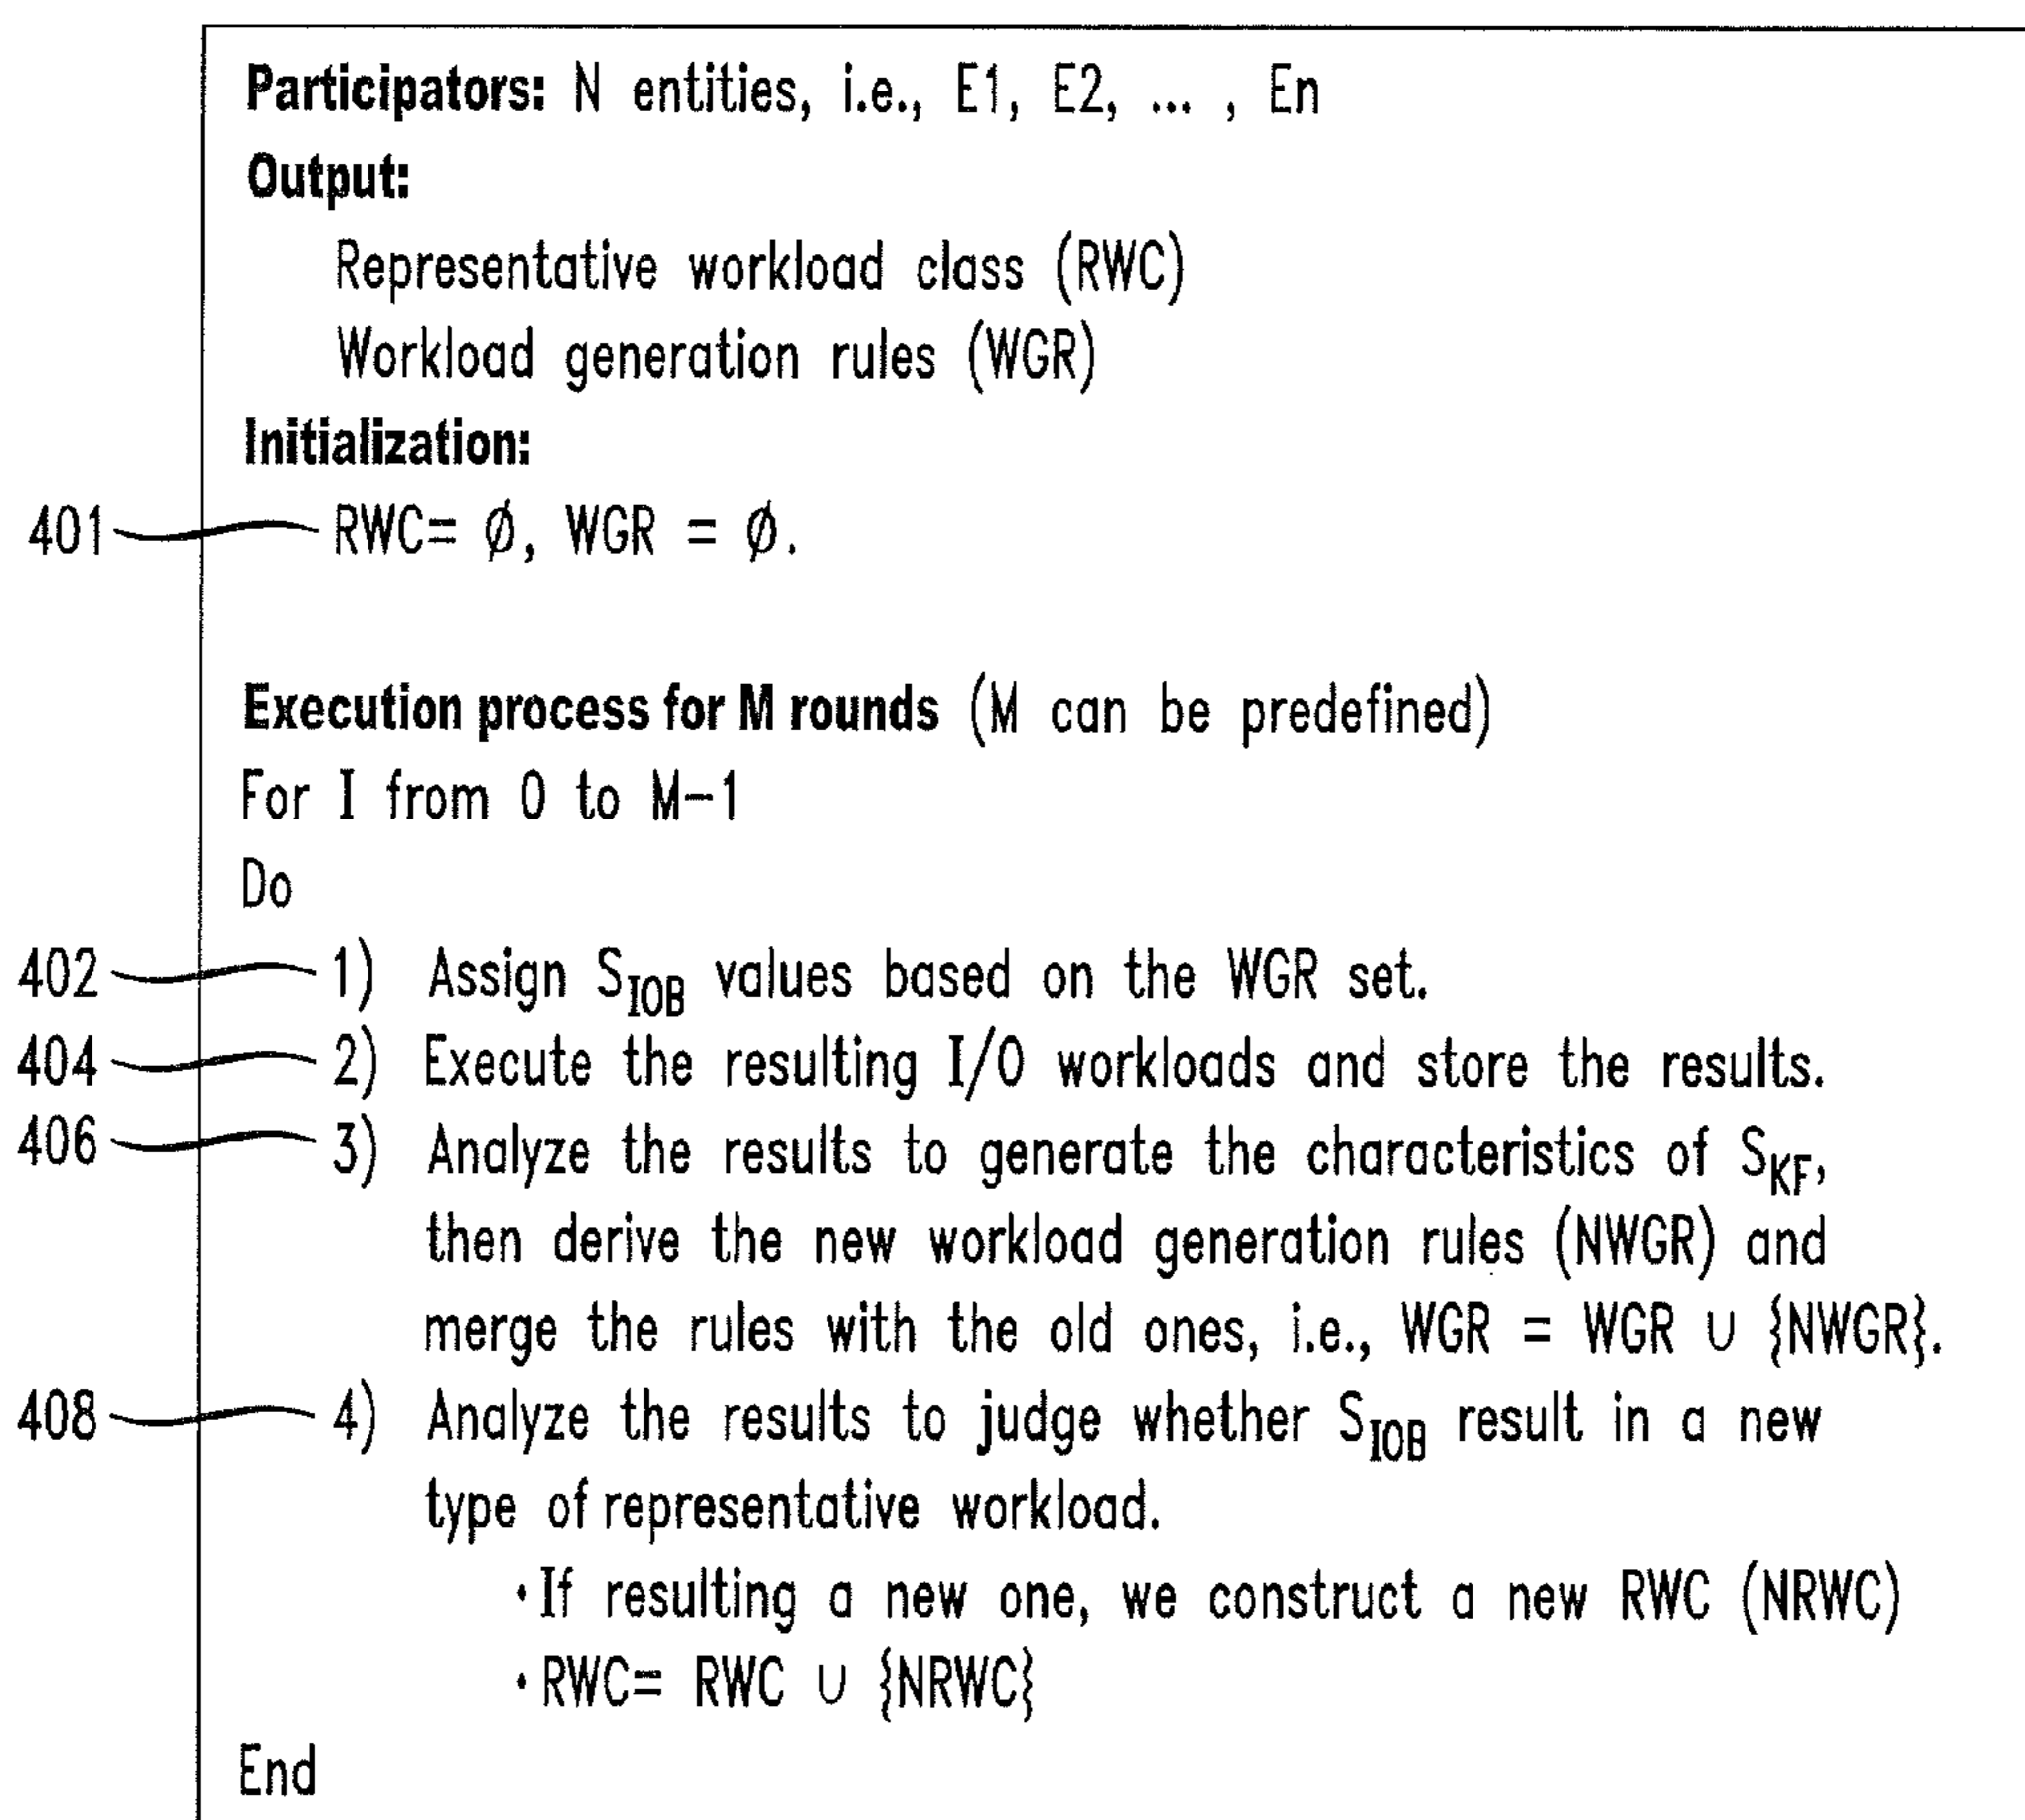 Participators: N entities, i.e., E1, E2, ... , En
Output:
Representative workload class (RWC)
Workload generation rules (WGR)
Initialization:
401 RWC= ∅, WGR = ∅.
Execution process for M rounds (M can be predefined)
For I from 0 to M-1
Do
402 1) Assign S_IOB values based on the WGR set.
404 2) Execute the resulting I/O workloads and store the results.
406 3) Analyze the results to generate the characteristics of S_KF,
then derive the new workload generation rules (NWGR) and
merge the rules with the old ones, i.e., WGR = WGR ∪ {NWGR}.
408 4) Analyze the results to judge whether S_IOB result in a new
type of representative workload.
• If resulting a new one, we construct a new RWC (NRWC)
• RWC= RWC ∪ {NRWC}
End